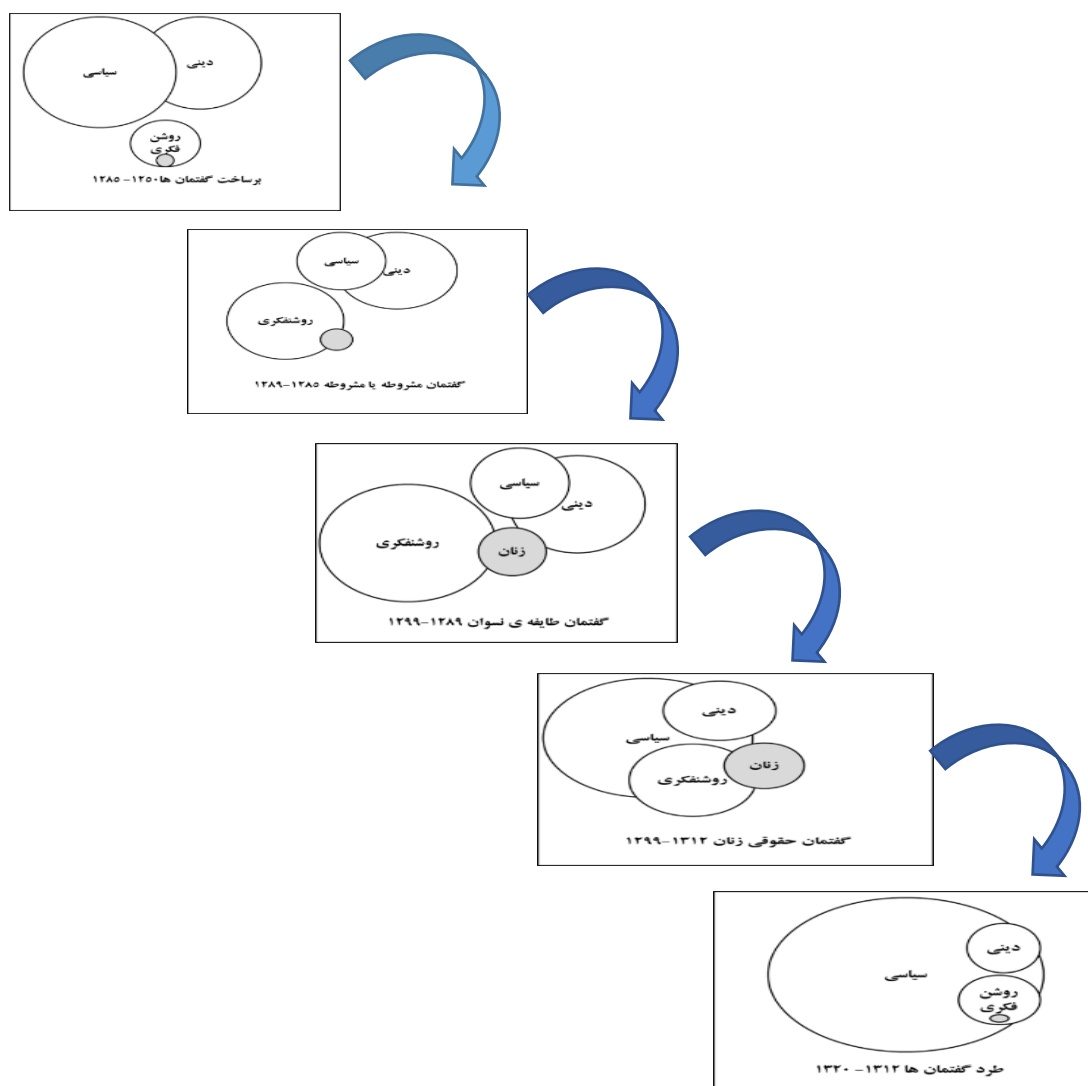 سیاسی
دینی
روشن
فکری
برساخت گفتمان ها ۱۲۵۰- ۱۲۸۵
سیاسی
دینی
روشنفکری
گفتمان مشروطه یا مشروطه ۱۲۸۵-۱۲۸۹
سیاسی
دینی
روشنفکری
زنان
گفتمان طایفه ی نسوان ۱۲۸۹-۱۲۹۹
دینی
سیاسی
زنان
روشنفکری
گفتمان حقوقی زنان ۱۳۱۲-۱۲۹۹
دینی
سیاسی
روشن
فکری
طرد گفتمان ها ۱۳۱۲- ۱۳۲۰